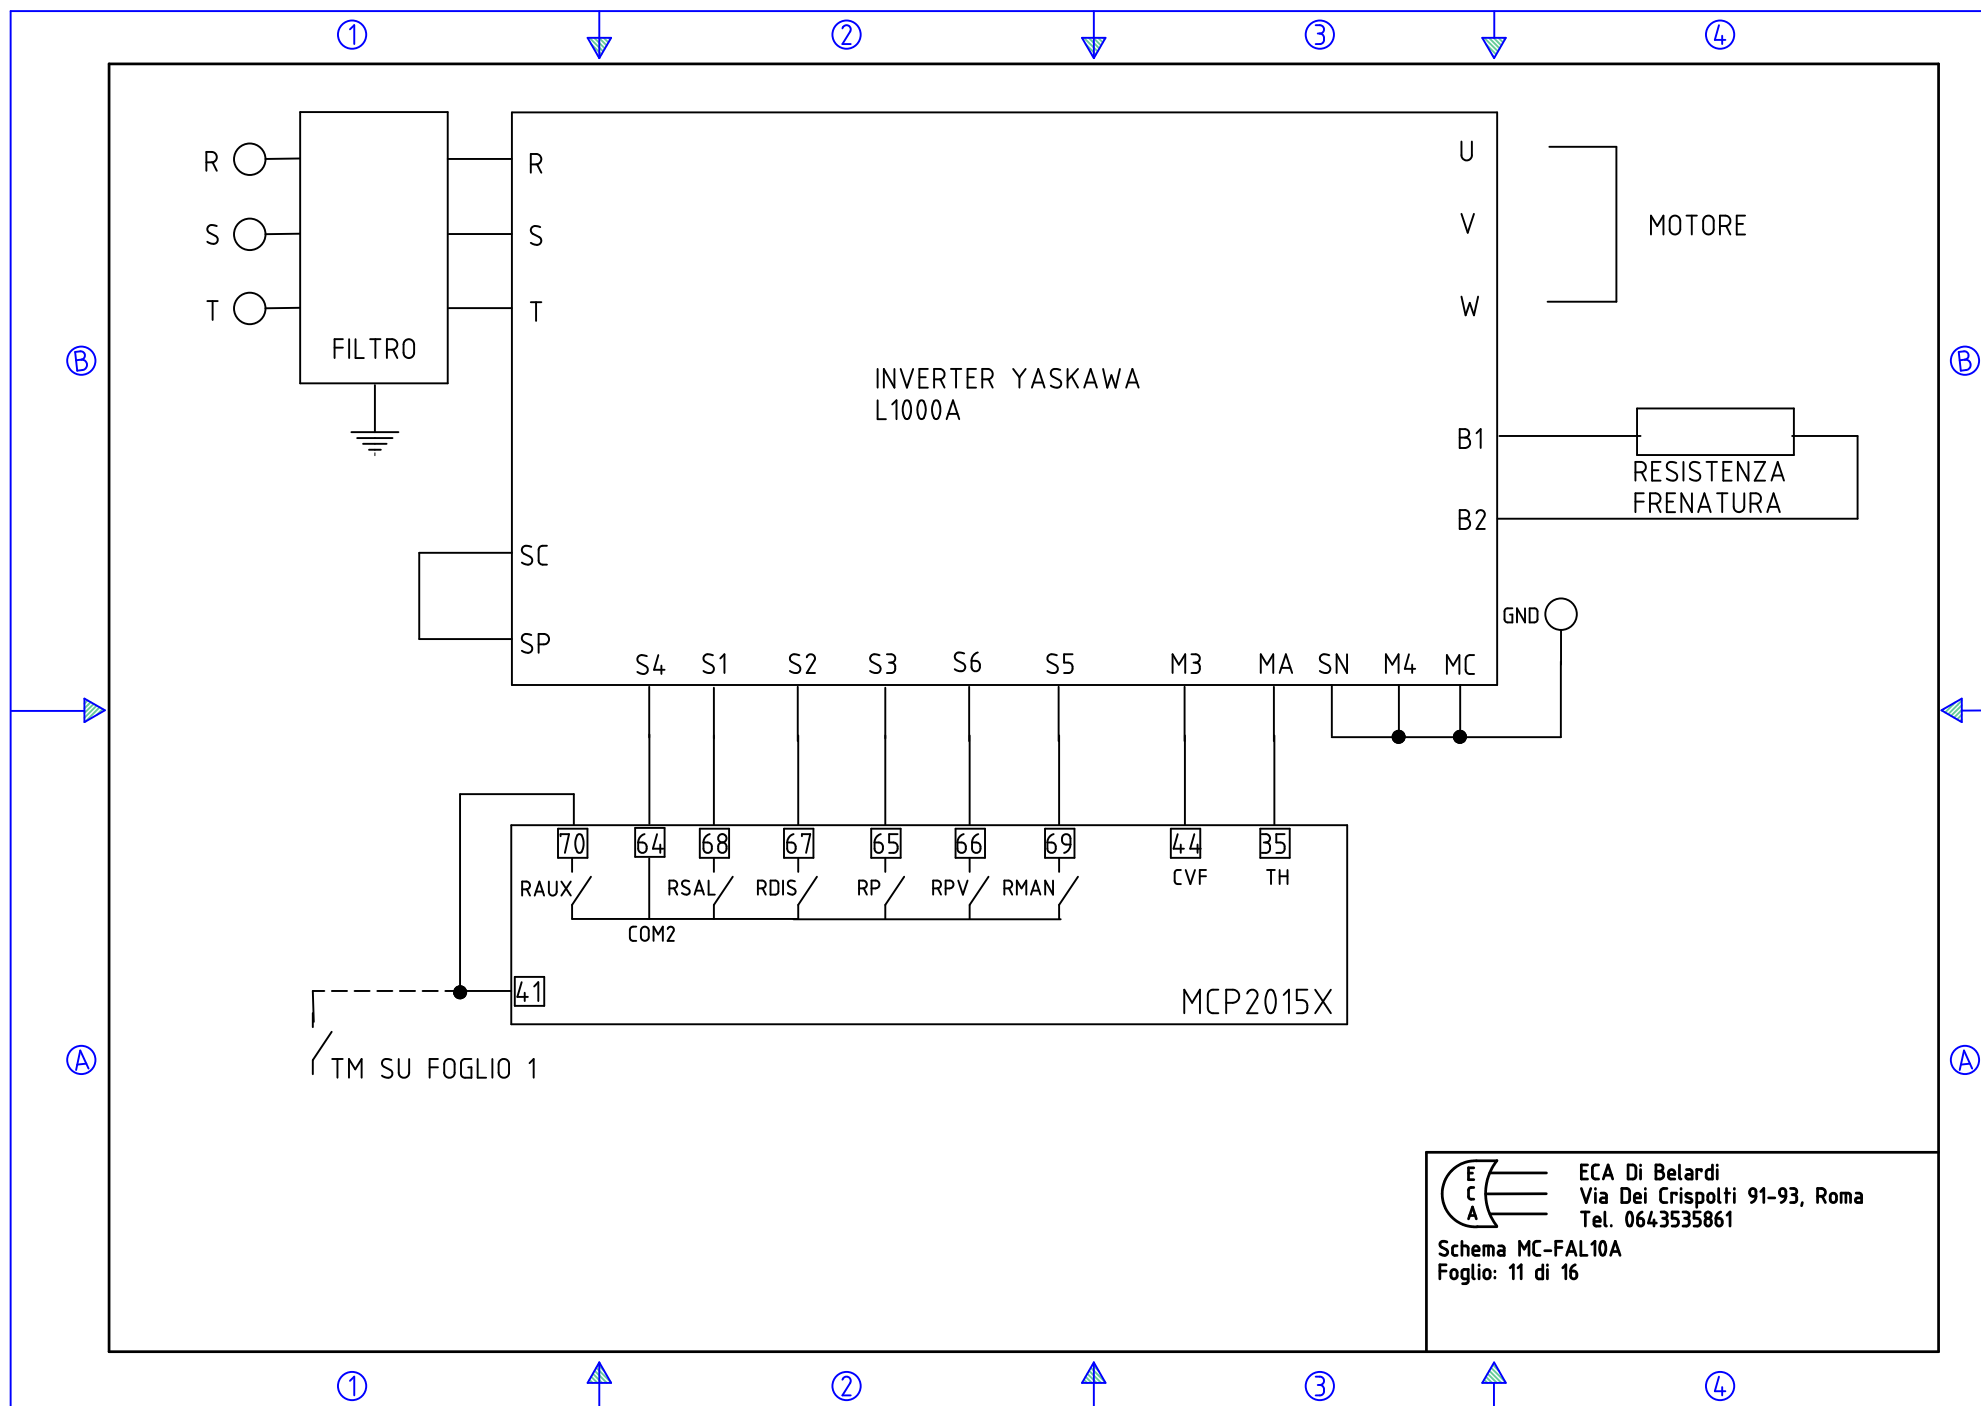 1 2 3 4
R R U
S S V MOTORE
T T W
FILTRO
B B
INVERTER YASKAWA
L1000A
B1
RESISTENZA
FRENATURA
B2
SC
SP
GND
S4 S1 S2 S3 S6 S5 M3 MA SN M4 MC
70 64 68 67 65 66 69 44 35
RAUX RSAL RDIS RP RPV RMAN CVF TH
COM2
41
MCP2015X
A A
TM SU FOGLIO 1
E
C
A
ECA Di Belardi
Via Dei Crispolti 91-93, Roma
Tel. 0643535861
Schema MC-FAL10A
Foglio: 11 di 16
1 2 3 4